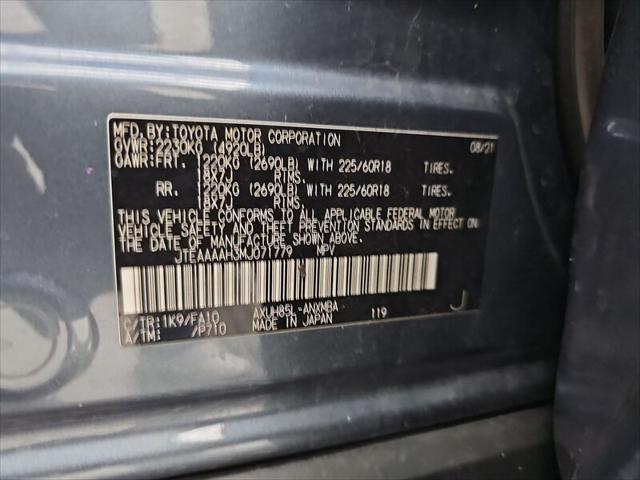 MFD. BY: TOYOTA MOTOR CORPORATION 08/21
GVWR: 2230KG (4920LB)
GAWR: FRT. 1220KG (2690LB) WITH 225/60R18 TIRES.
18X7J RIMS.
RR. 1220KG (2690LB) WITH 225/60R18 TIRES.
18X7J RIMS.
THIS VEHICLE CONFORMS TO ALL APPLICABLE FEDERAL MOTOR
VEHICLE SAFETY AND THEFT PREVENTION STANDARDS IN EFFECT ON
THE DATE OF MANUFACTURE SHOWN ABOVE.
JTEAAAAH3MJ071779 MPV
C/TR: 1K9/FA10 AXUH85L-ANXMBA 119 J
A/TM: /P710 MADE IN JAPAN